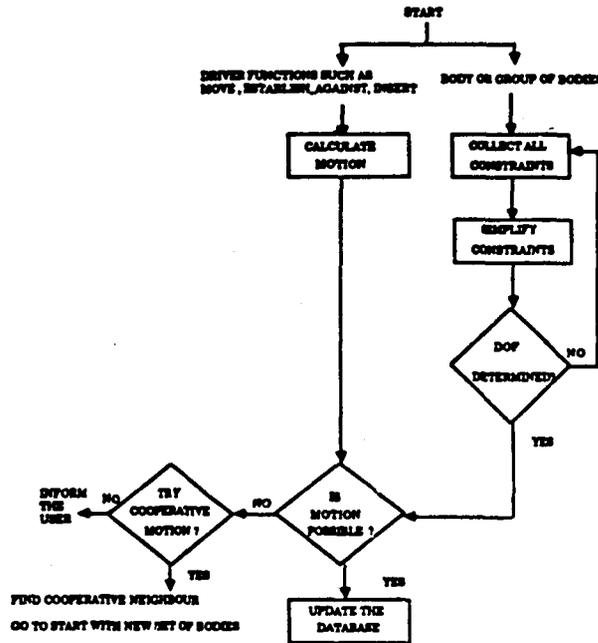 START
DRIVER FUNCTIONS SUCH AS
MOVE, ESTABLISH_AGAINST, INSERT
BODY OR GROUP OF BODIES
CALCULATE
MOTION
COLLECT ALL
CONSTRAINTS
SIMPLIFY
CONSTRAINTS
DOF
DETERMINED?
NO
YES
IS
MOTION
POSSIBLE ?
NO
YES
TRY
COOPERATIVE
MOTION ?
NO
INFORM
THE
USER
YES
FIND COOPERATIVE NEIGHBOUR
GO TO START WITH NEW SET OF BODIES
UPDATE THE
DATABASE